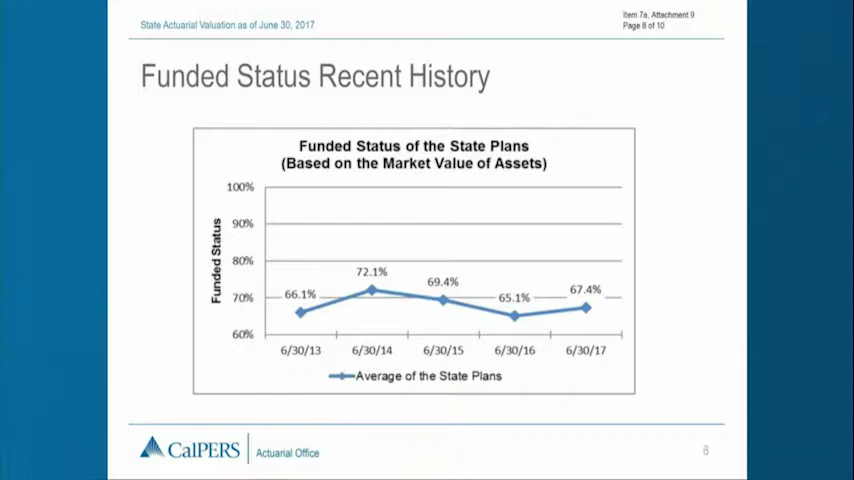 State Actuarial Valuation as of June 30, 2017
Item 7a, Attachment 9
Page 8 of 10
Funded Status Recent History
Funded Status of the State Plans
(Based on the Market Value of Assets)
Funded Status
100%
90%
80%
70%
60%
66.1%
72.1%
69.4%
65.1%
67.4%
6/30/13
6/30/14
6/30/15
6/30/16
6/30/17
Average of the State Plans
CalPERS
Actuarial Office
8